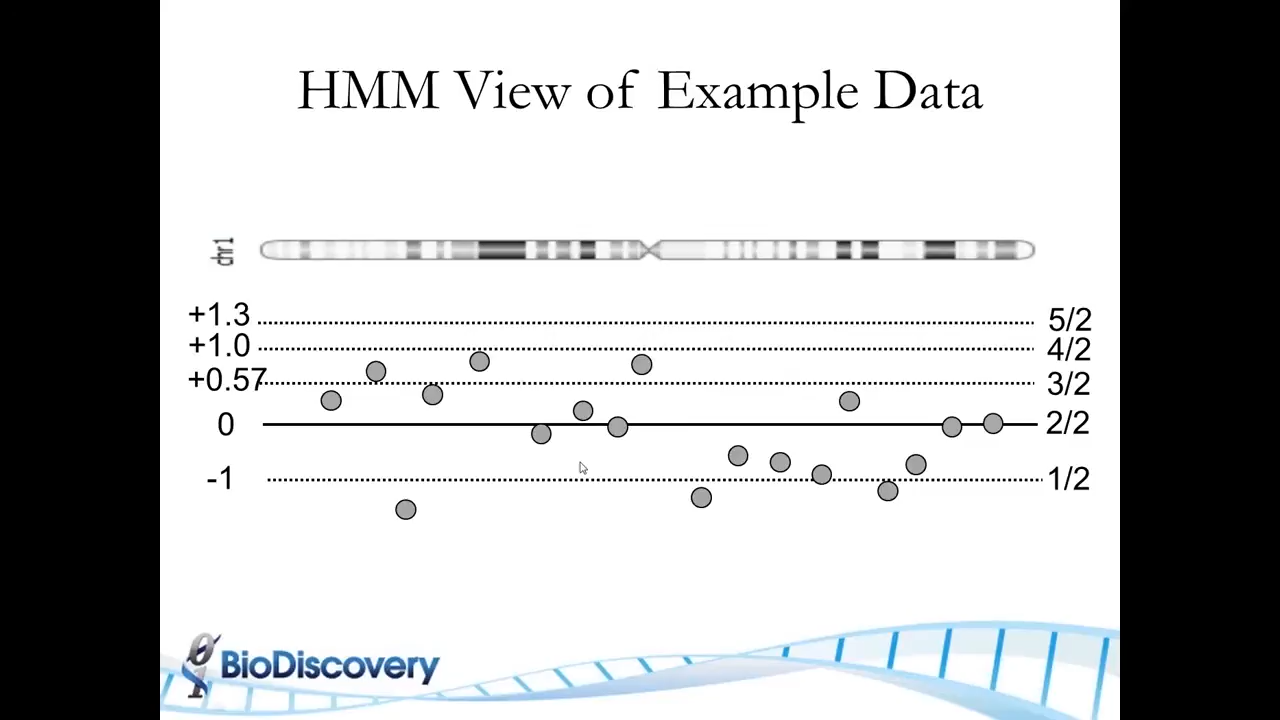 HMM View of Example Data
chr1
+1.3 5/2
+1.0 4/2
+0.57 3/2
0 2/2
-1 1/2
BioDiscovery